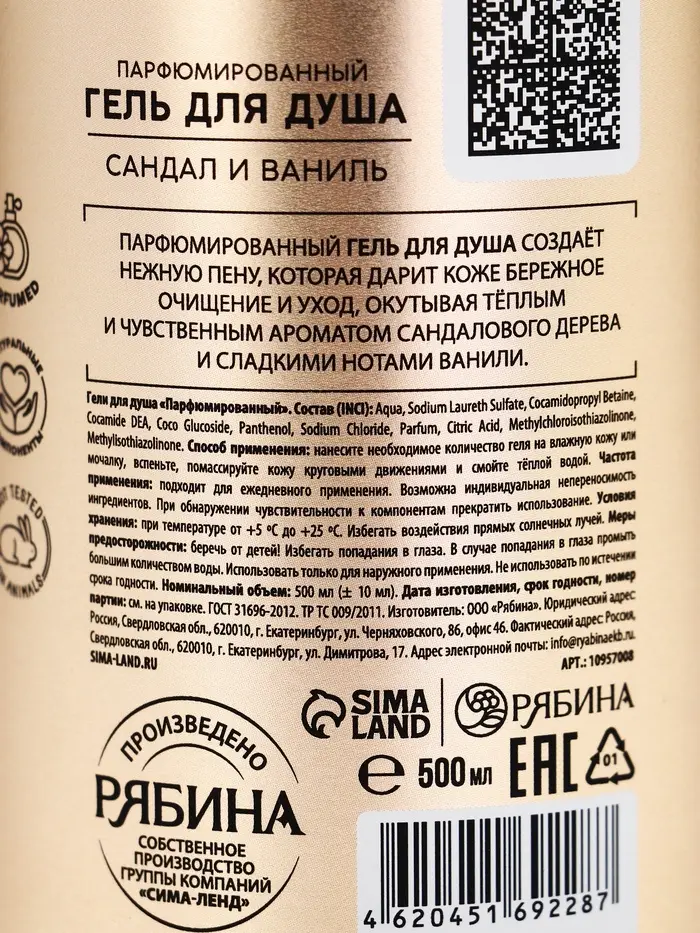 ПАРФЮМИРОВАННЫЙ
ГЕЛЬ ДЛЯ ДУША
САНДАЛ И ВАНИЛЬ
ПАРФЮМИРОВАННЫЙ ГЕЛЬ ДЛЯ ДУША СОЗДАЁТ
НЕЖНУЮ ПЕНУ, КОТОРАЯ ДАРИТ КОЖЕ БЕРЕЖНОЕ
ОЧИЩЕНИЕ И УХОД, ОКУТЫВАЯ ТЁПЛЫМ
И ЧУВСТВЕННЫМ АРОМАТОМ САНДАЛОВОГО ДЕРЕВА
И СЛАДКИМИ НОТАМИ ВАНИЛИ.
Гели для душа «Парфюмированный». Состав (INCI): Aqua, Sodium Laureth Sulfate, Cocamidopropyl Betaine,
Cocamide DEA, Coco Glucoside, Panthenol, Sodium Chloride, Parfum, Citric Acid, Methylchloroisothiazolinone,
Methylisothiazolinone. Способ применения: нанесите необходимое количество геля на влажную кожу или
мочалку, вспеньте, помассируйте кожу круговыми движениями и смойте тёплой водой. Частота
применения: подходит для ежедневного применения. Возможна индивидуальная непереносимость
ингредиентов. При обнаружении чувствительности к компонентам прекратить использование. Условия
хранения: при температуре от +5 °C до +25 °C. Избегать воздействия прямых солнечных лучей. Меры
предосторожности: беречь от детей! Избегать попадания в глаза. В случае попадания в глаза промыть
большим количеством воды. Использовать только для наружного применения. Не использовать по истечении
срока годности. Номинальный объем: 500 мл (± 10 мл). Дата изготовления, срок годности, номер
партии: см. на упаковке. ГОСТ 31696-2012. ТР ТС 009/2011. Изготовитель: ООО «Рябина». Юридический адрес:
Россия, Свердловская обл., 620010, г. Екатеринбург, ул. Черняховского, 86, офис 46. Фактический адрес: Россия,
Свердловская обл., 620010, г. Екатеринбург, ул. Димитрова, 17. Адрес электронной почты: info@ryabinaekb.ru.
SIMA-LAND.RU
АРТ.: 10957008
SIMA
LAND
РЯБИНА
e 500 мл EAC 01
ПРОИЗВЕДЕНО
РЯБИНА
СОБСТВЕННОЕ
ПРОИЗВОДСТВО
ГРУППЫ КОМПАНИЙ
«СИМА-ЛЕНД»
4 620451 692287